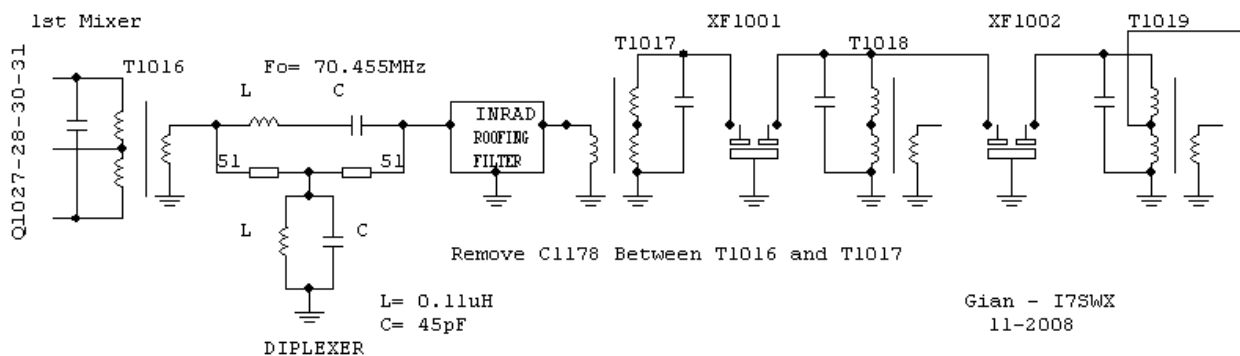 1st Mixer
XF1001
XF1002
T1019
T1017
T1018
T1016
Fo= 70.455MHz
L
C
Q1027-28-30-31
INRAD
ROOFING
FILTER
51
51
L
C
Remove C1178 Between T1016 and T1017
L= 0.11uH
C= 45pF
Gian - I7SWX
11-2008
DIPLEXER